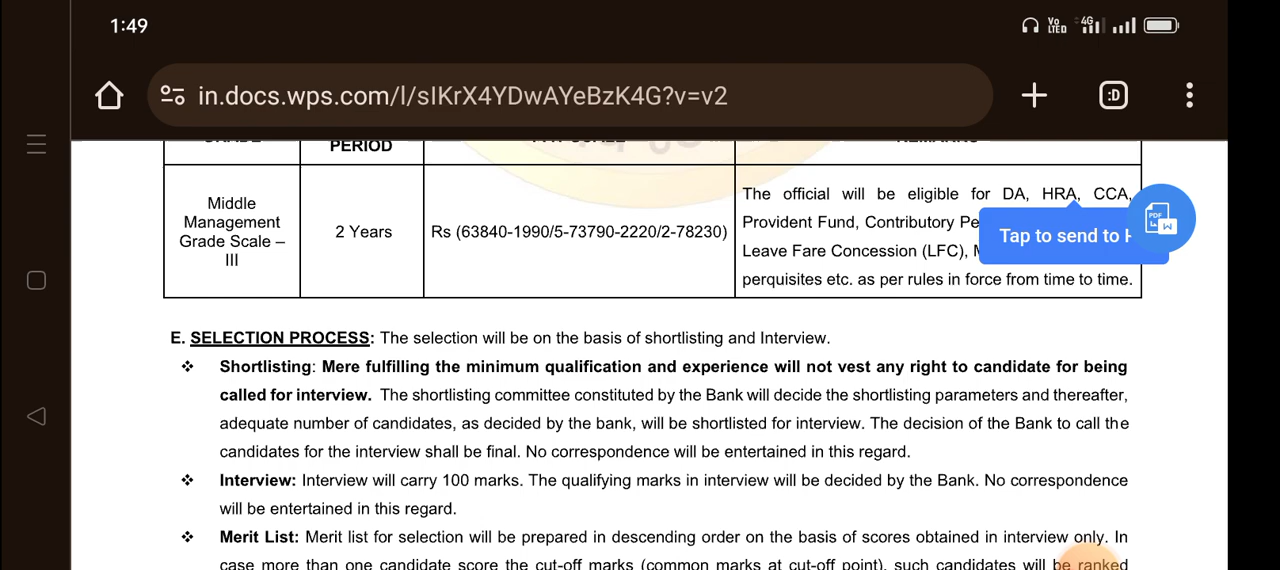 1:49
Vo LTED 4G
in.docs.wps.com/l/sIKrX4YDwAYeBzK4G?v=v2
:D
PERIOD
Middle
Management
Grade Scale –
III
2 Years
Rs (63840-1990/5-73790-2220/2-78230)
The official will be eligible for DA, HRA, CCA,
Provident Fund, Contributory
Leave Fare Concession (LFC),
perquisites etc. as per rules in force from time to time.
Tap to send to
PDF
W
E. SELECTION PROCESS: The selection will be on the basis of shortlisting and Interview.
❖ Shortlisting: Mere fulfilling the minimum qualification and experience will not vest any right to candidate for being
called for interview. The shortlisting committee constituted by the Bank will decide the shortlisting parameters and thereafter,
adequate number of candidates, as decided by the bank, will be shortlisted for interview. The decision of the Bank to call the
candidates for the interview shall be final. No correspondence will be entertained in this regard.
❖ Interview: Interview will carry 100 marks. The qualifying marks in interview will be decided by the Bank. No correspondence
will be entertained in this regard.
❖ Merit List: Merit list for selection will be prepared in descending order on the basis of scores obtained in interview only. In
case more than one candidate score the cut-off marks (common marks at cut-off point), such candidates will be ranked